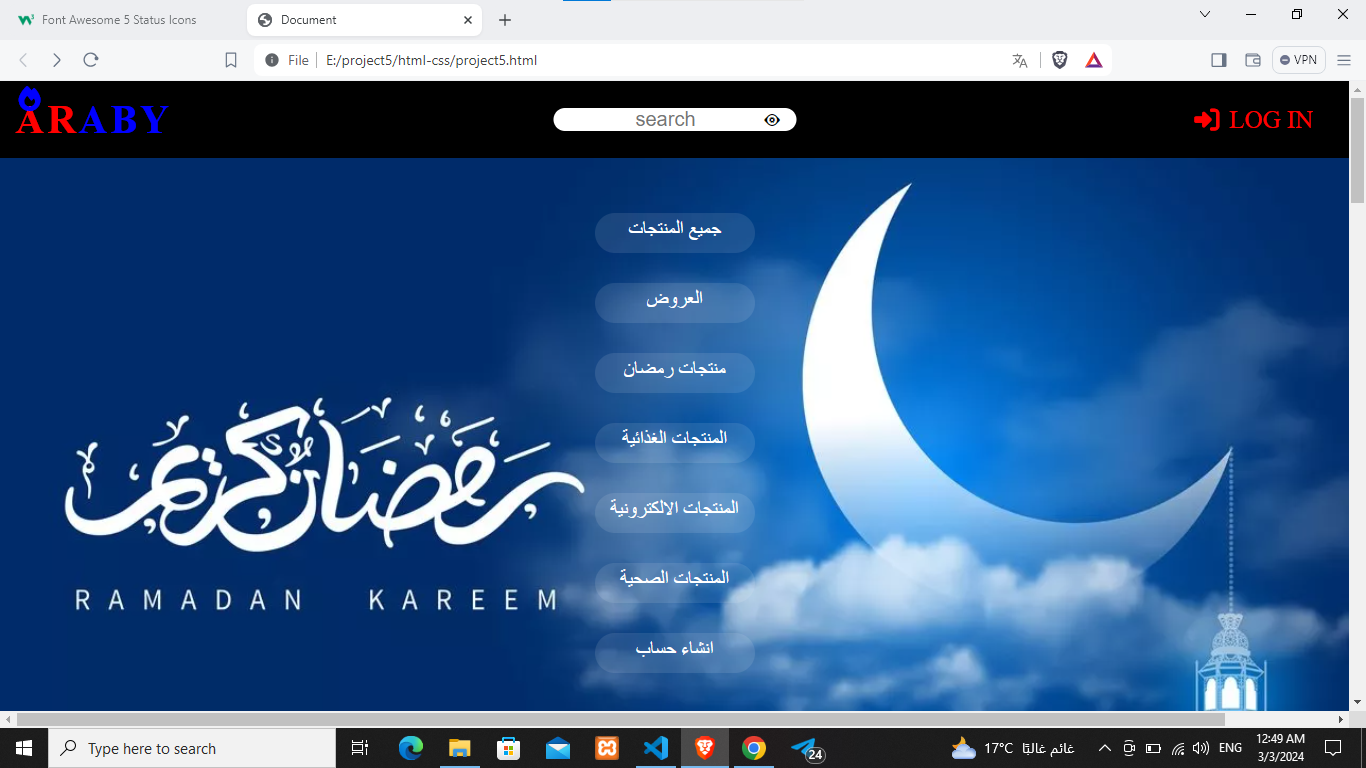 Font Awesome 5 Status Icons
Document
File
E:/project5/html-css/project5.html
VPN
ARABY
search
LOG IN
جميع المنتجات
العروض
منتجات رمضان
المنتجات الغذائية
المنتجات الالكترونية
المنتجات الصحية
انشاء حساب
رمضان كريم
RAMADAN KAREEM
Type here to search
24
17°C غائم غالبًا
ENG
12:49 AM
3/3/2024